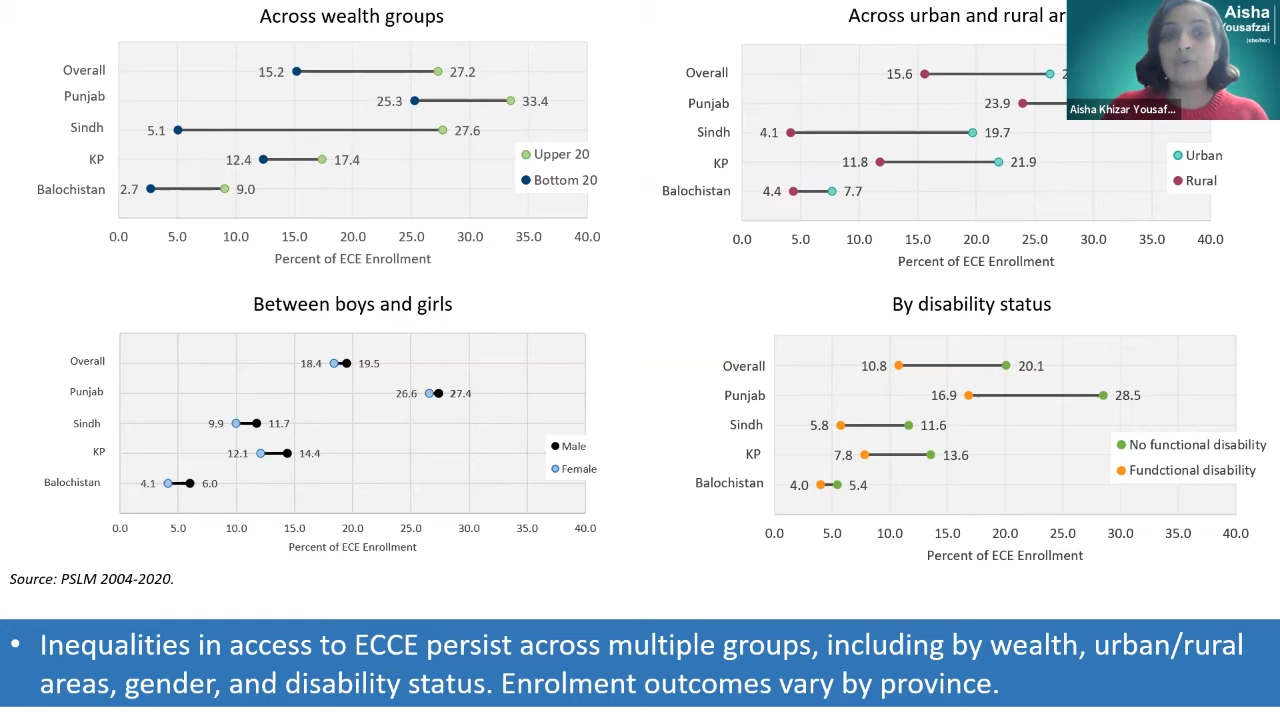 Across wealth groups
Overall 15.2 27.2
Punjab 25.3 33.4
Sindh 5.1 27.6
KP 12.4 17.4
Balochistan 2.7 9.0
Upper 20
Bottom 20
0.0 5.0 10.0 15.0 20.0 25.0 30.0 35.0 40.0
Percent of ECE Enrollment
Across urban and rural
Overall 15.6
Punjab 23.9
Sindh 4.1 19.7
KP 11.8 21.9
Balochistan 4.4 7.7
Urban
Rural
0.0 5.0 10.0 15.0 20.0 25.0 30.0 35.0 40.0
Percent of ECE Enrollment
Aisha
Yousafzai
(she/her)
Aisha Khizar Yousaf...
Between boys and girls
Overall 18.4 19.5
Punjab 26.6 27.4
Sindh 9.9 11.7
KP 12.1 14.4
Balochistan 4.1 6.0
Male
Female
0.0 5.0 10.0 15.0 20.0 25.0 30.0 35.0 40.0
Percent of ECE Enrollment
By disability status
Overall 10.8 20.1
Punjab 16.9 28.5
Sindh 5.8 11.6
KP 7.8 13.6
Balochistan 4.0 5.4
No functional disability
Fundctional disability
0.0 5.0 10.0 15.0 20.0 25.0 30.0 35.0 40.0
Percent of ECE Enrollment
Source: PSLM 2004-2020.
• Inequalities in access to ECCE persist across multiple groups, including by wealth, urban/rural
areas, gender, and disability status. Enrolment outcomes vary by province.